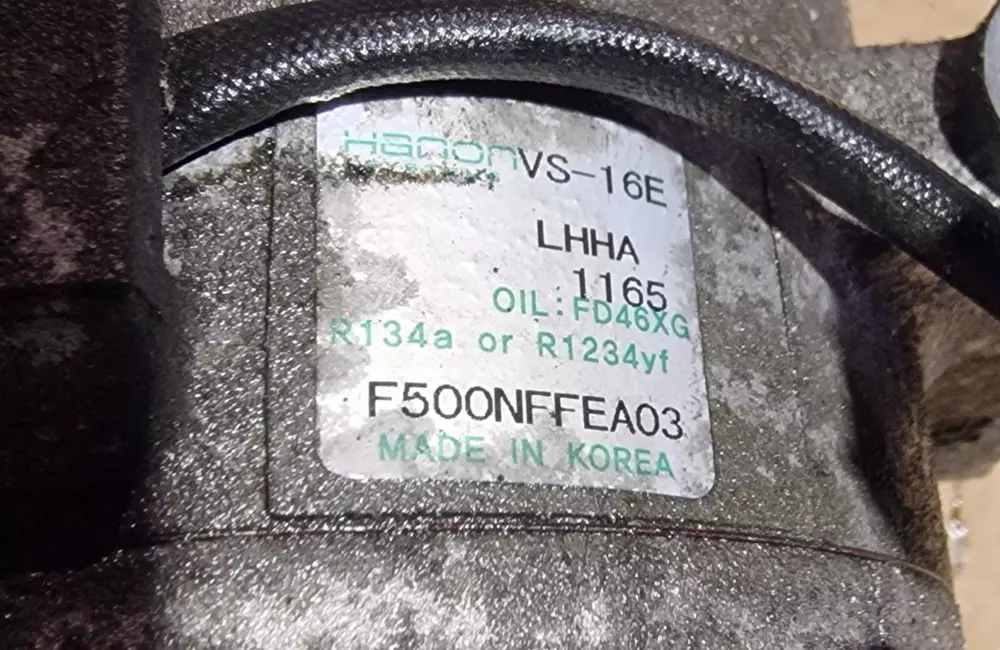 Hanon VS-16E
LHHA
1165
OIL:FD46XG
R134a or R1234yf
F500NFFEA03
MADE IN KOREA